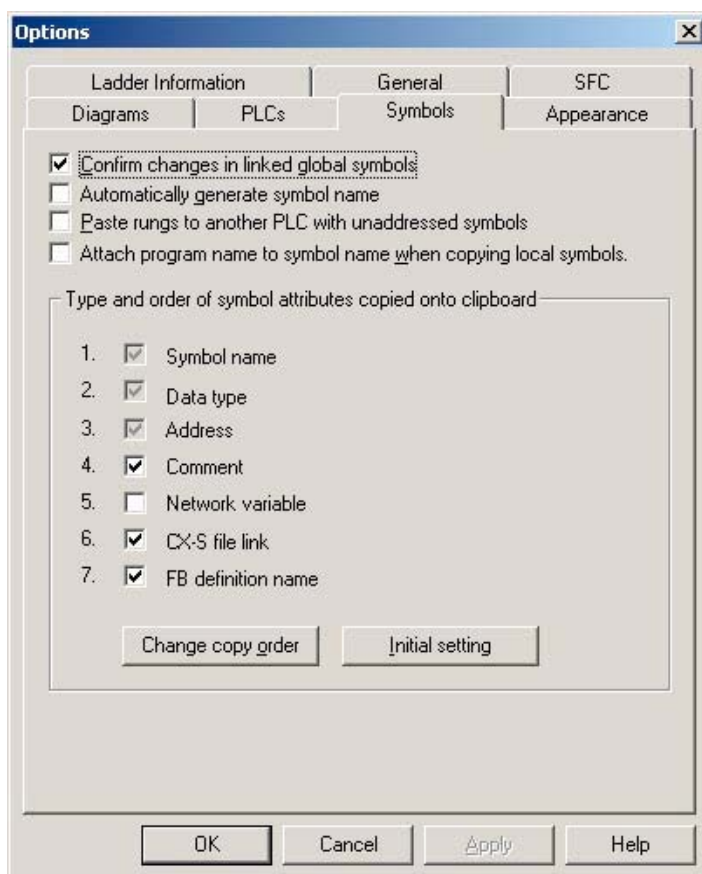 Options
Ladder Information General SFC
Diagrams PLCs Symbols Appearance
Confirm changes in linked global symbols
Automatically generate symbol name
Paste rungs to another PLC with unaddressed symbols
Attach program name to symbol name when copying local symbols.
Type and order of symbol attributes copied onto clipboard
1. Symbol name
2. Data type
3. Address
4. Comment
5. Network variable
6. CX-S file link
7. FB definition name
Change copy order Initial setting
OK Cancel Apply Help